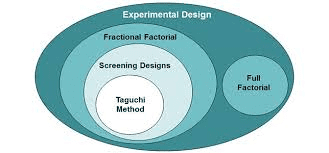 Experimental Design
Fractional Factorial
Screening Designs
Taguchi
Method
Full
Factorial